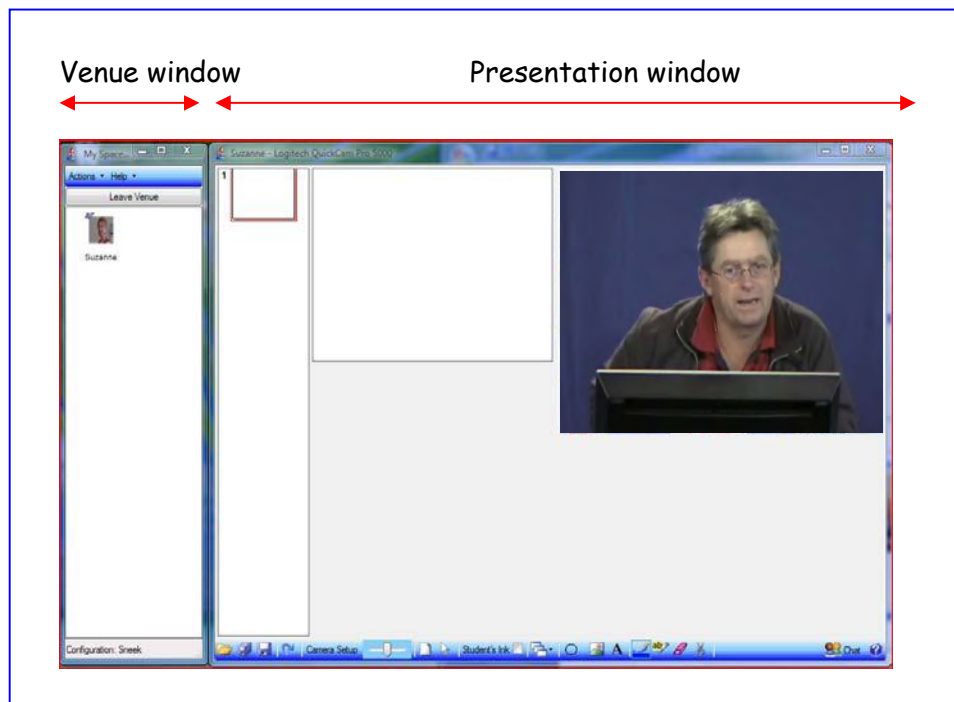 Venue window
Presentation window
My Space...
Suzanne - Logitech QuickCam Pro 5000
Actions Help
Leave Venue
1
Suzanne
Configuration: Sneek
Camera Setup
Student's Ink
A
Chat